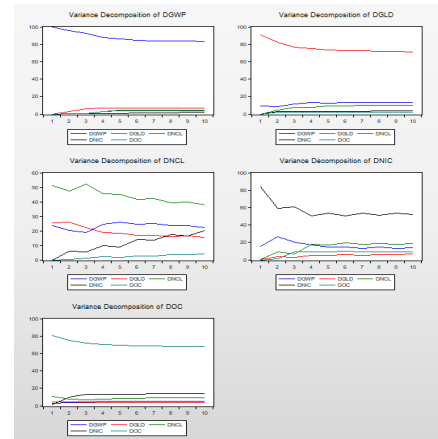 Variance Decomposition of DGWP
100
80
60
40
20
0
1 2 3 4 5 6 7 8 9 10
DGWP DGLD DNCL
DNIC DOC
Variance Decomposition of DGLD
100
80
60
40
20
0
1 2 3 4 5 6 7 8 9 10
DGWP DGLD DNCL
DNIC DOC
Variance Decomposition of DNCL
60
50
40
30
20
10
0
1 2 3 4 5 6 7 8 9 10
DGWP DGLD DNCL
DNIC DOC
Variance Decomposition of DNIC
100
80
60
40
20
0
1 2 3 4 5 6 7 8 9 10
DGWP DGLD DNCL
DNIC DOC
Variance Decomposition of DOC
100
80
60
40
20
0
1 2 3 4 5 6 7 8 9 10
DGWP DGLD DNCL
DNIC DOC